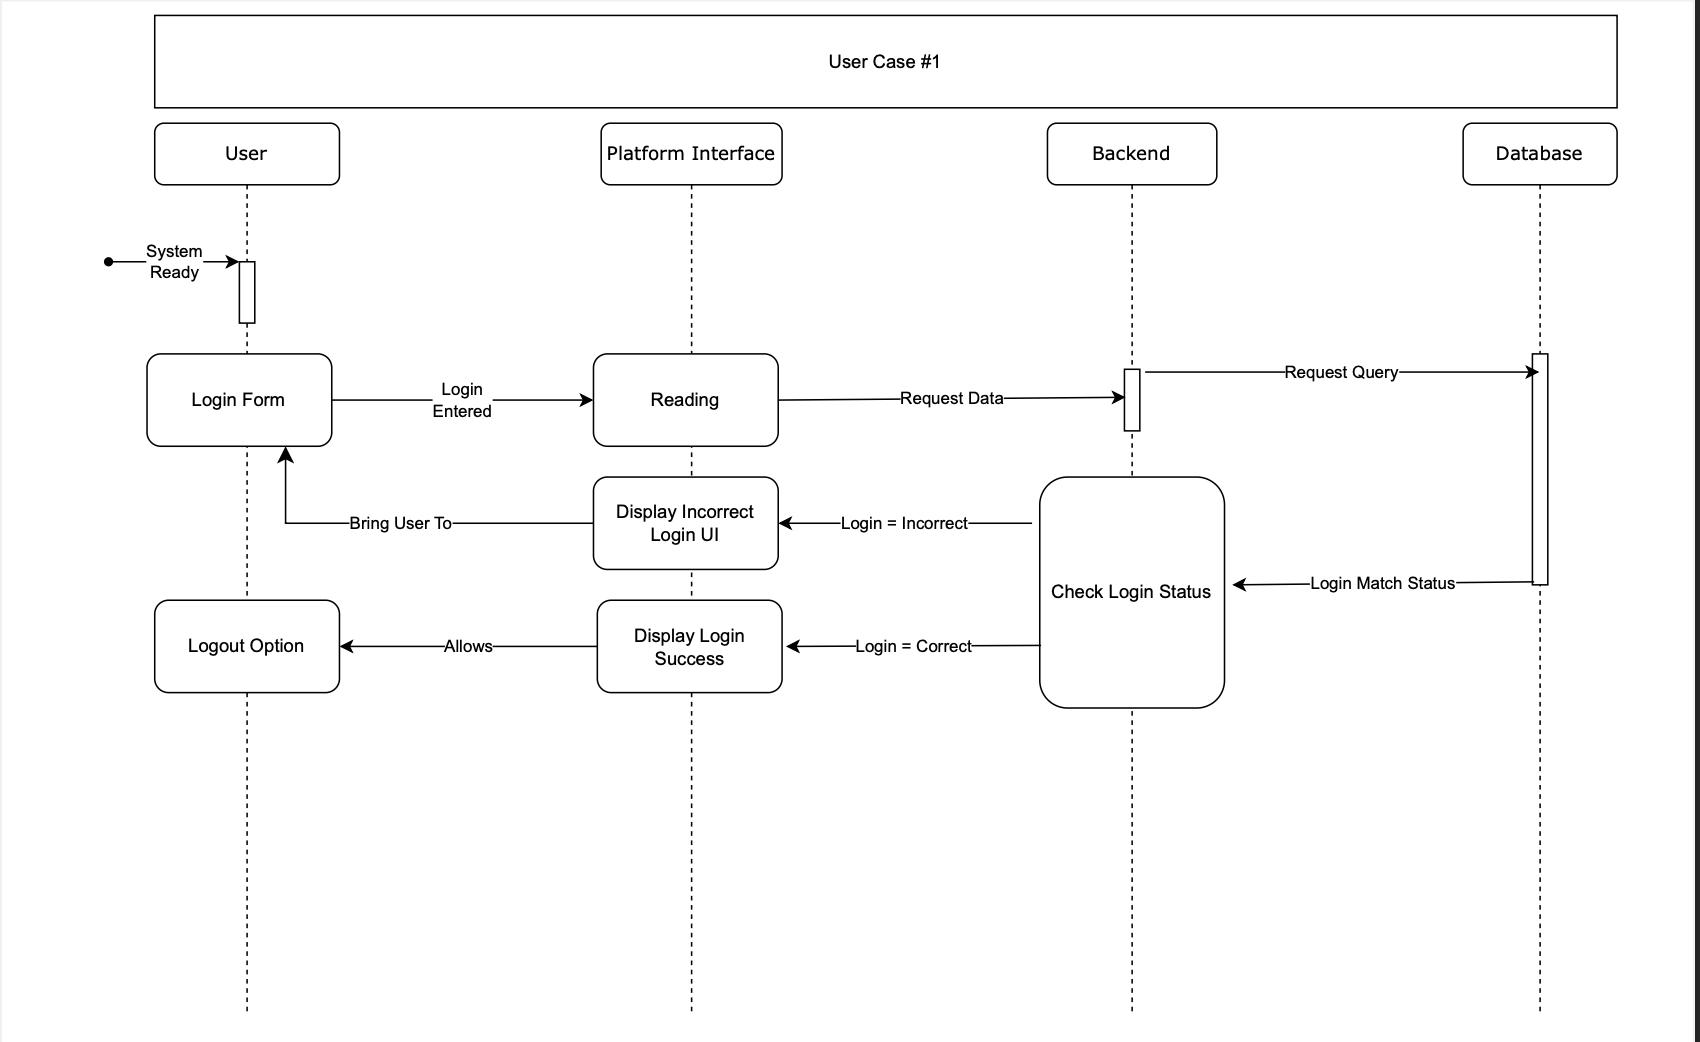 User Case #1
User
Platform Interface
Backend
Database
System
Ready
Login Form
Login
Entered
Reading
Request Data
Request Query
Bring User To
Display Incorrect
Login UI
Login = Incorrect
Check Login Status
Login Match Status
Logout Option
Allows
Display Login
Success
Login = Correct